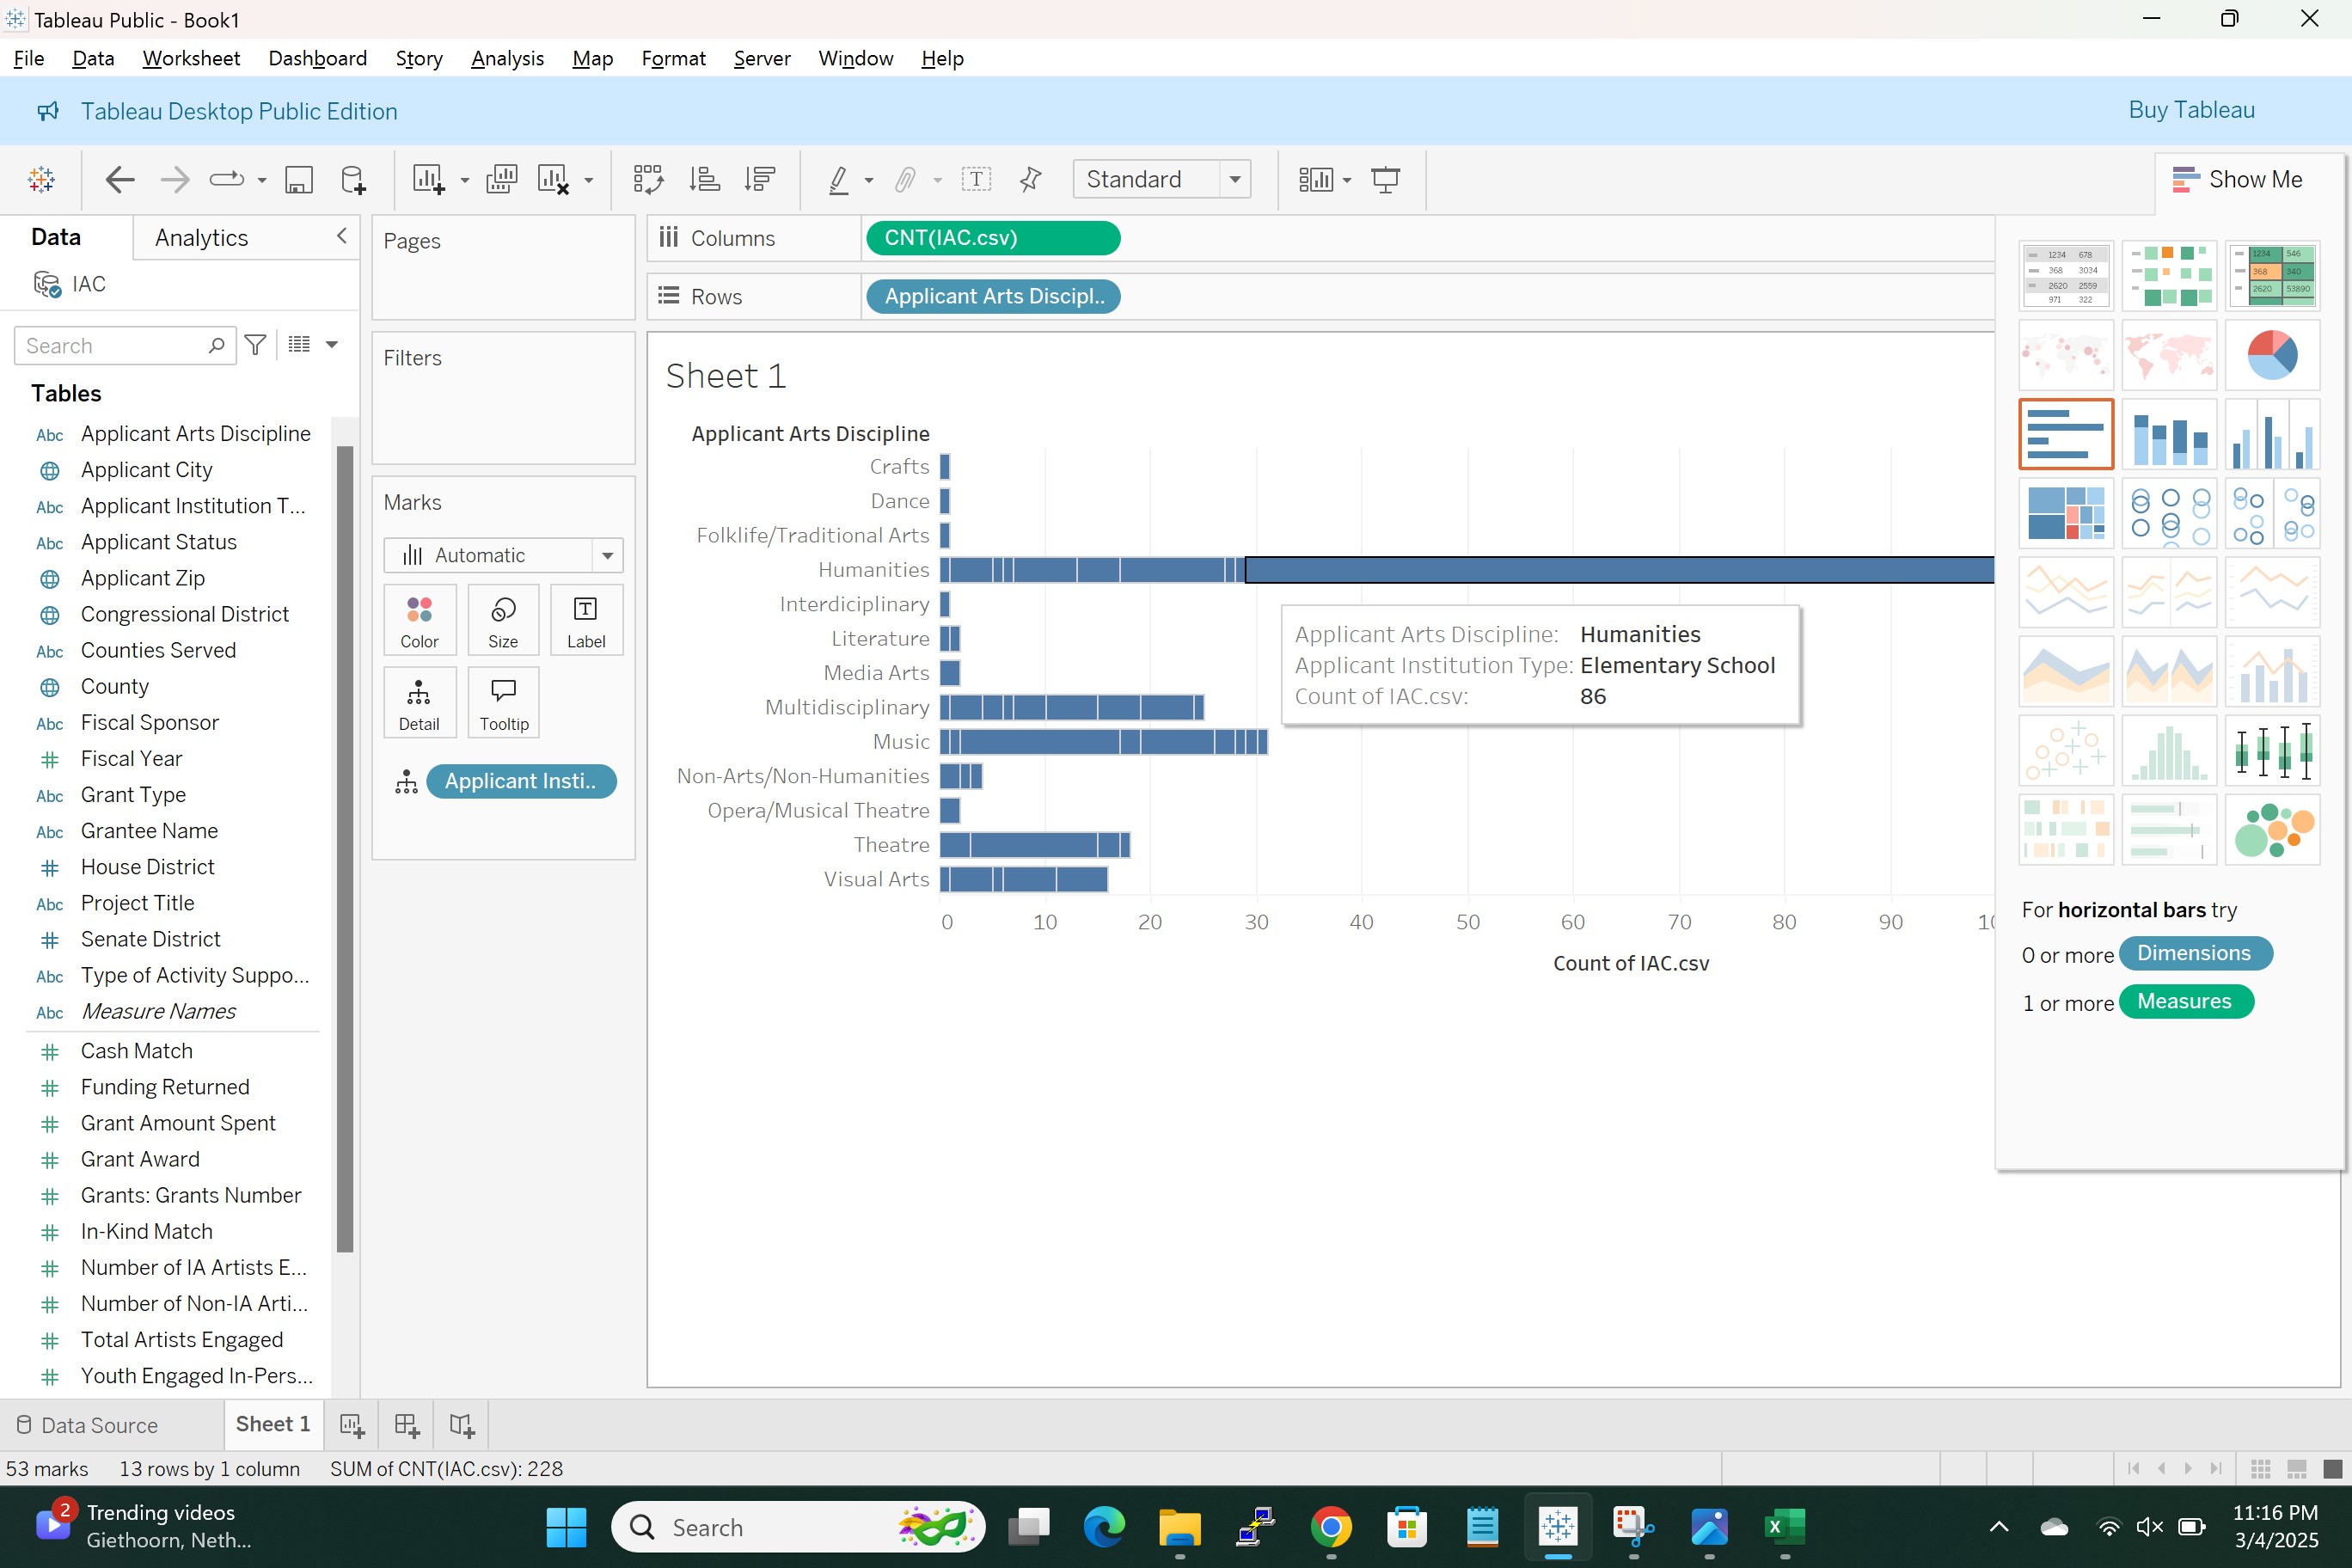 Tableau Public - Book1
File Data Worksheet Dashboard Story Analysis Map Format Server Window Help
Tableau Desktop Public Edition
Buy Tableau
Standard
Show Me
Data
Analytics
IAC
Search
Tables
Applicant Arts Discipline
Applicant City
Applicant Institution T...
Applicant Status
Applicant Zip
Congressional District
Counties Served
County
Fiscal Sponsor
Fiscal Year
Grant Type
Grantee Name
House District
Project Title
Senate District
Type of Activity Suppo...
Measure Names
Cash Match
Funding Returned
Grant Amount Spent
Grant Award
Grants: Grants Number
In-Kind Match
Number of IA Artists E...
Number of Non-IA Arti...
Total Artists Engaged
Youth Engaged In-Pers...
Pages
Filters
Marks
Automatic
Color
Size
Label
Detail
Tooltip
Applicant Insti..
Columns
CNT(IAC.csv)
Rows
Applicant Arts Discipl..
Sheet 1
Applicant Arts Discipline
Crafts
Dance
Folklife/Traditional Arts
Humanities
Interdiciplinary
Literature
Media Arts
Multidisciplinary
Music
Non-Arts/Non-Humanities
Opera/Musical Theatre
Theatre
Visual Arts
0 10 20 30 40 50 60 70 80 90
Count of IAC.csv
Applicant Arts Discipline: Humanities
Applicant Institution Type: Elementary School
Count of IAC.csv: 86
1234 678
368 3034
2620 2559
971 322
1234 546
368 340
2620 53890
For horizontal bars try
0 or more Dimensions
1 or more Measures
Data Source
Sheet 1
53 marks 13 rows by 1 column SUM of CNT(IAC.csv): 228
2
Trending videos
Giethoorn, Neth...
Search
11:16 PM
3/4/2025